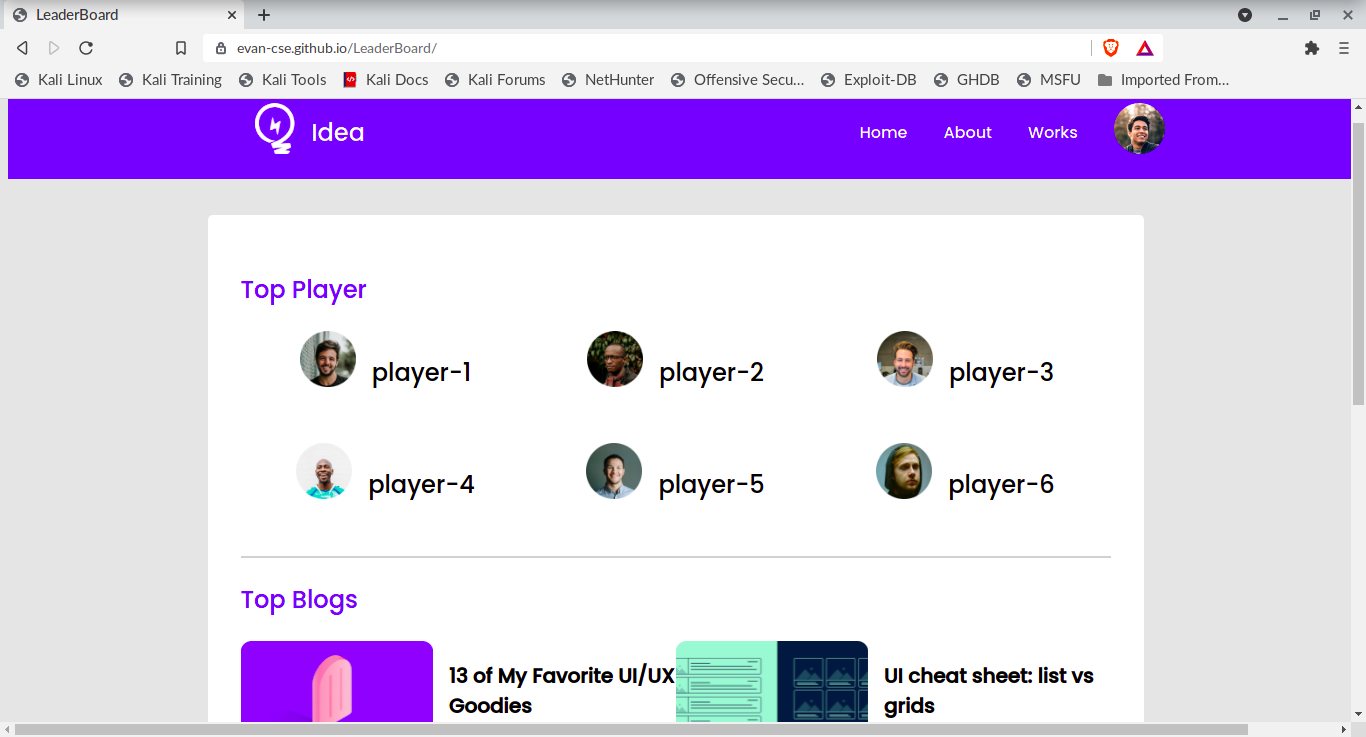 LeaderBoard
evan-cse.github.io/LeaderBoard/
Kali Linux Kali Training Kali Tools Kali Docs Kali Forums NetHunter Offensive Secu... Exploit-DB GHDB MSFU Imported From...
Idea Home About Works
Top Player
player-1 player-2 player-3
player-4 player-5 player-6
Top Blogs
13 of My Favorite UI/UX
Goodies
UI cheat sheet: list vs
grids